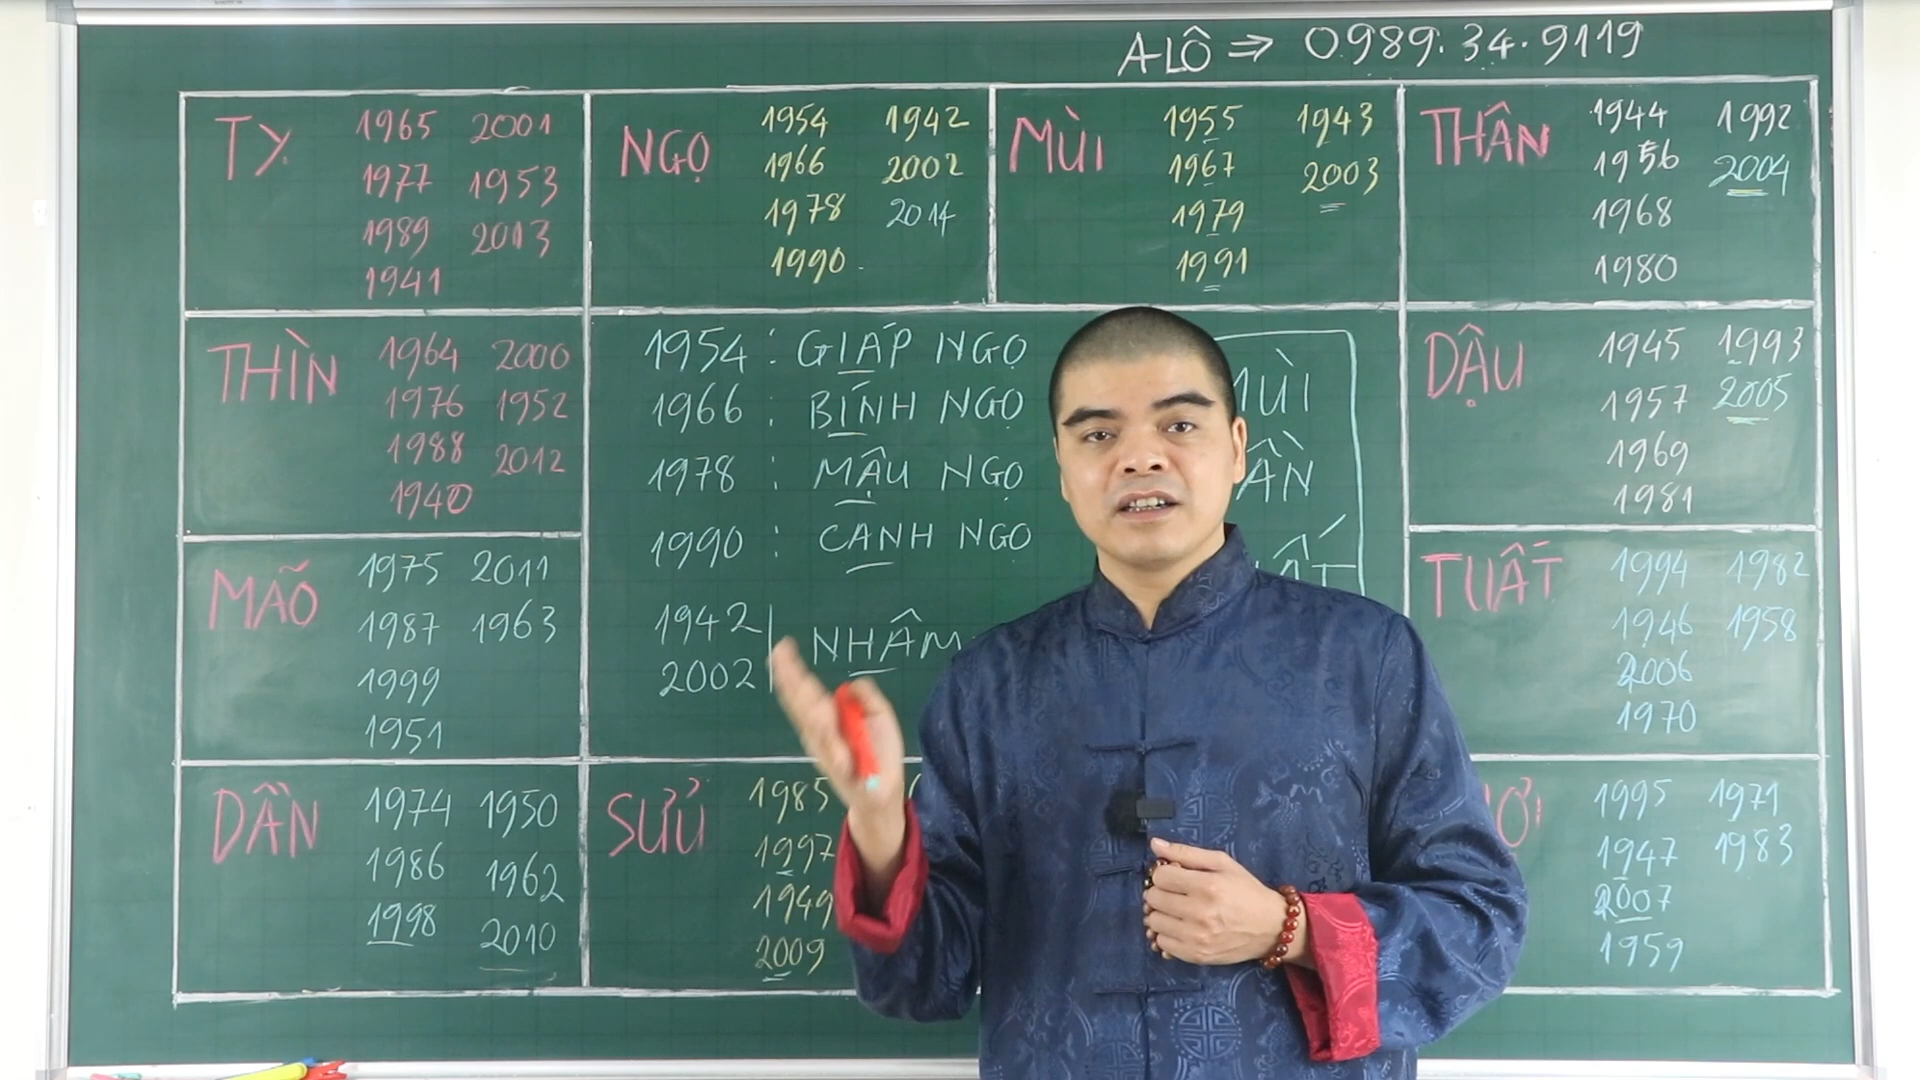 A-LÔ ⇒ 0989.34.9119
TỴ
1965 2001
1977 1953
1989 2013
1941
NGỌ
1954 1942
1966 2002
1978 2014
1990
MÙI
1955 1943
1967 2003
1979
1991
THÂN
1944 1992
1956 2004
1968
1980
THÌN
1964 2000
1976 1952
1988 2012
1940
1954 : GIÁP NGỌ
1966 : BÍNH NGỌ
1978 : MẬU NGỌ
1990 : CANH NGỌ
1942
2002
NHÂM
MÙI
DẬU
1945 1993
1957 2005
1969
1981
MÃO
1975 2011
1987 1963
1999
1951
TUẤT
1994 1982
1946 1958
2006
1970
DẦN
1974 1950
1986 1962
1998 2010
SỬU
1985
1997
1949
2009
1995 1971
1947 1983
2007
1959